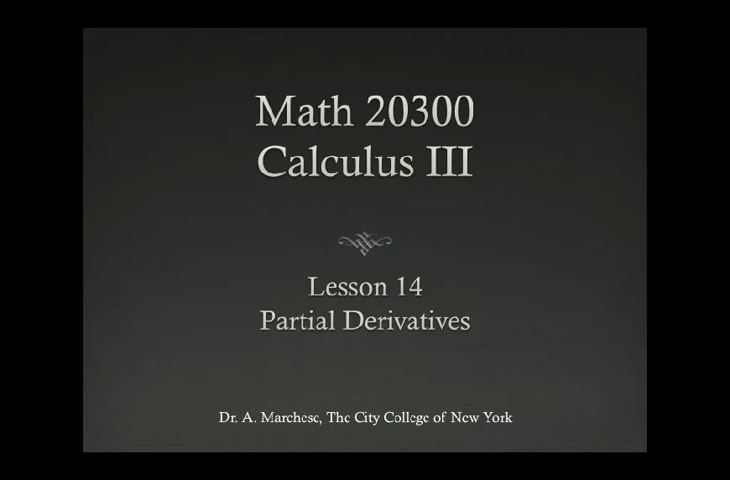 Math 20300
Calculus III
Lesson 14
Partial Derivatives
Dr. A. Marchese, The City College of New York